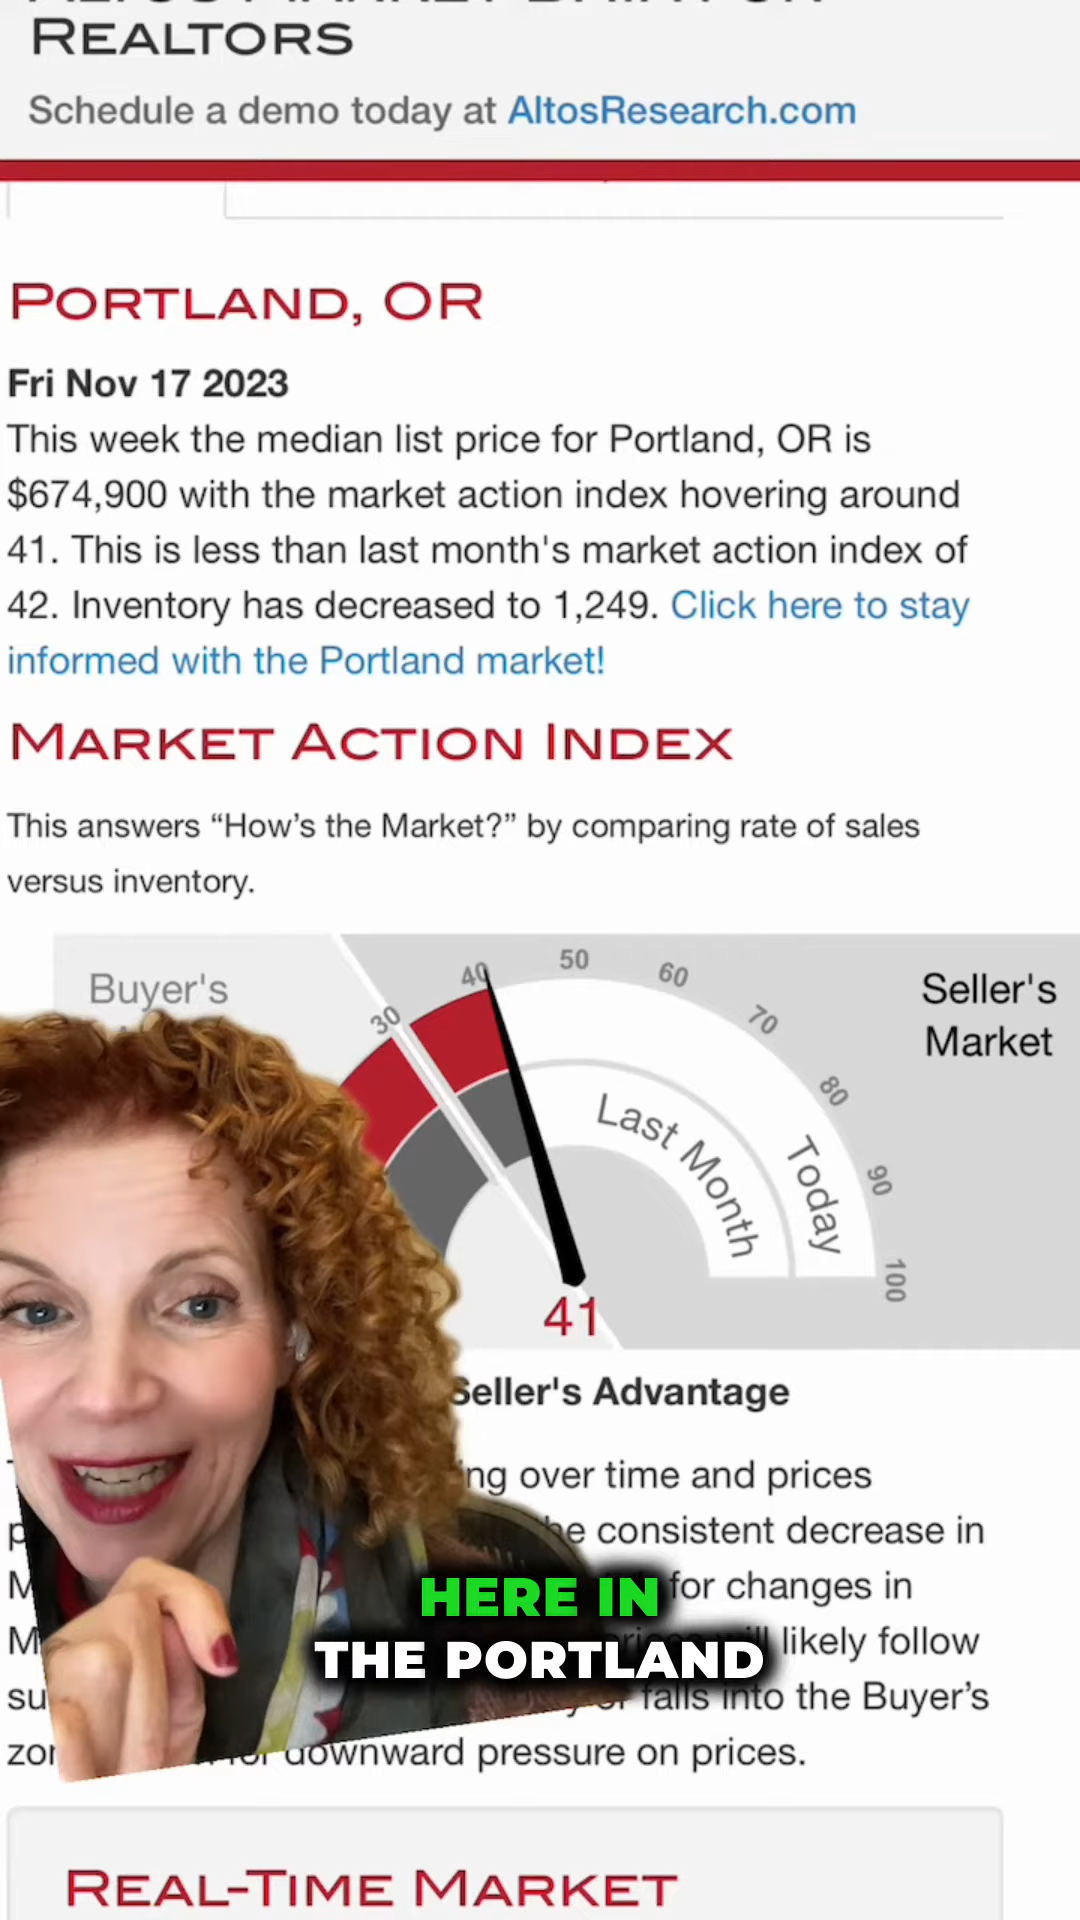 REALTORS
Schedule a demo today at AltosResearch.com
PORTLAND, OR
Fri Nov 17 2023
This week the median list price for Portland, OR is
$674,900 with the market action index hovering around
41. This is less than last month's market action index of
42. Inventory has decreased to 1,249. Click here to stay
informed with the Portland market!
MARKET ACTION INDEX
This answers “How’s the Market?” by comparing rate of sales
versus inventory.
Buyer's
30
40
50
60
70
80
90
100
Seller's
Market
Last Month
Today
41
Seller's Advantage
over time and prices
consistent decrease in
HERE IN
for changes in
THE PORTLAND
will likely follow
falls into the Buyer’s
downward pressure on prices.
REAL-TIME MARKET